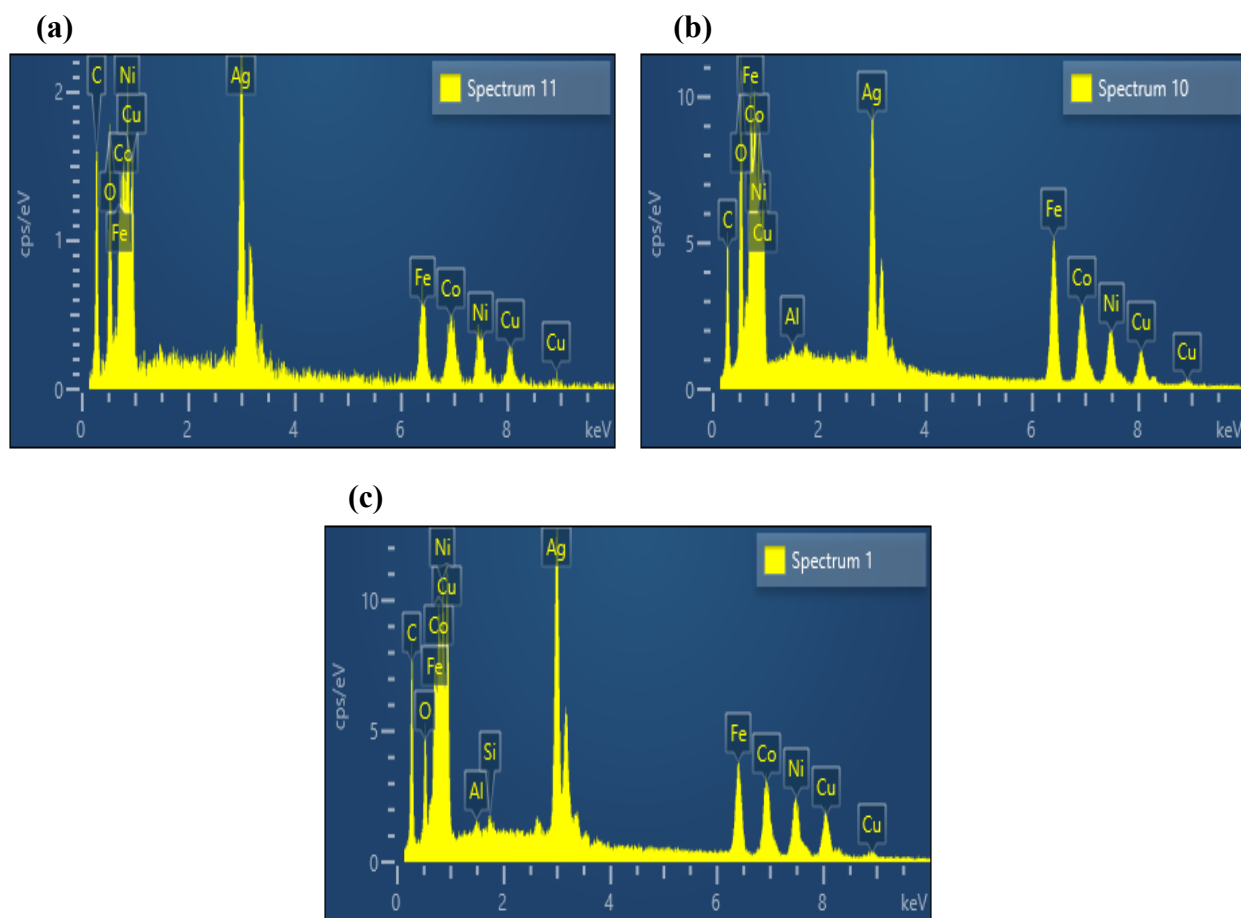 (a)
Spectrum 11
C
Ni
Ag
Cu
Co
O
Fe
Fe
Co
Ni
Cu
Cu
2
1
0
cps/eV
0 2 4 6 8 keV
(b)
Spectrum 10
Fe
Ag
Co
O
Ni
C
Cu
Al
Fe
Co
Ni
Cu
Cu
10
5
0
cps/eV
0 2 4 6 8 keV
(c)
Spectrum 1
Ni
Ag
Cu
C
Co
Fe
O
Si
Al
Fe
Co
Ni
Cu
Cu
10
5
0
cps/eV
0 2 4 6 8 keV